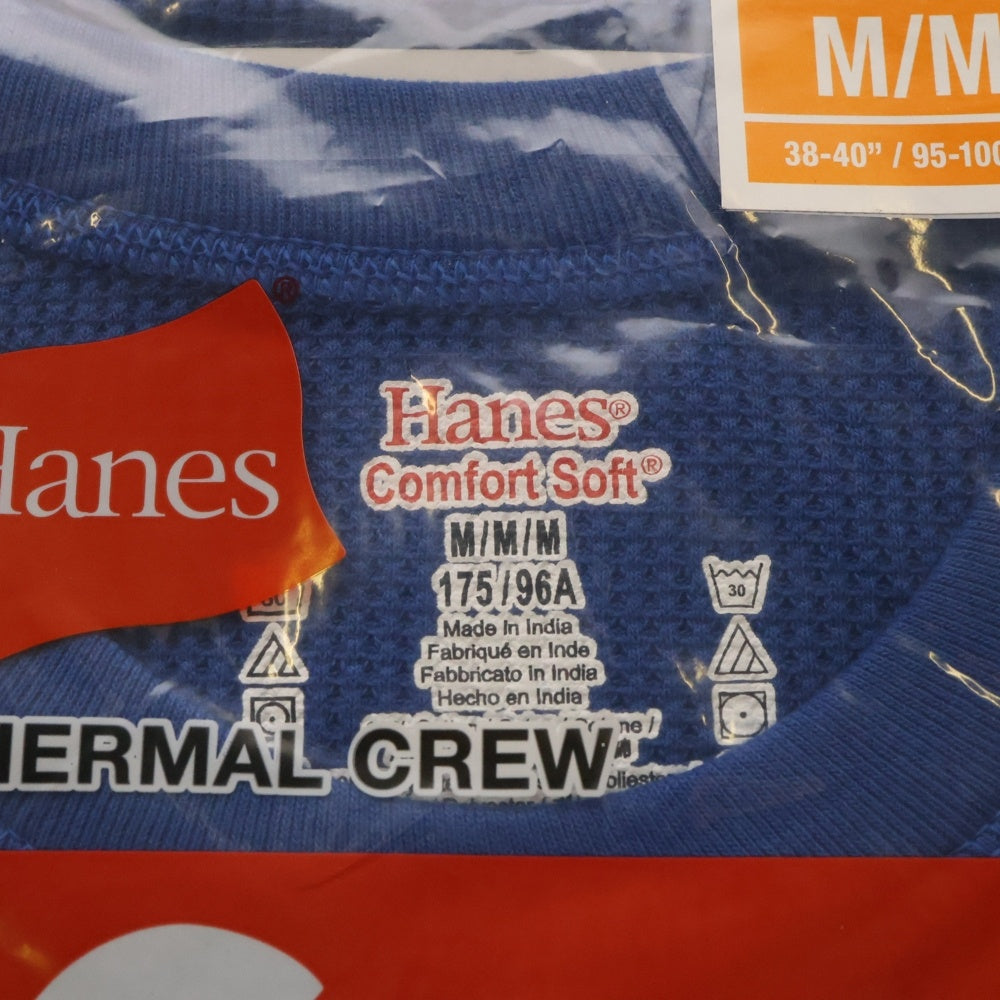 M/M
38-40” / 95-100
®
Hanes
Hanes®
Comfort Soft®
M/M/M
175/96A
30
Made in India
Fabriqué en Inde
Fabbricato in India
Hecho en India
THERMAL CREW